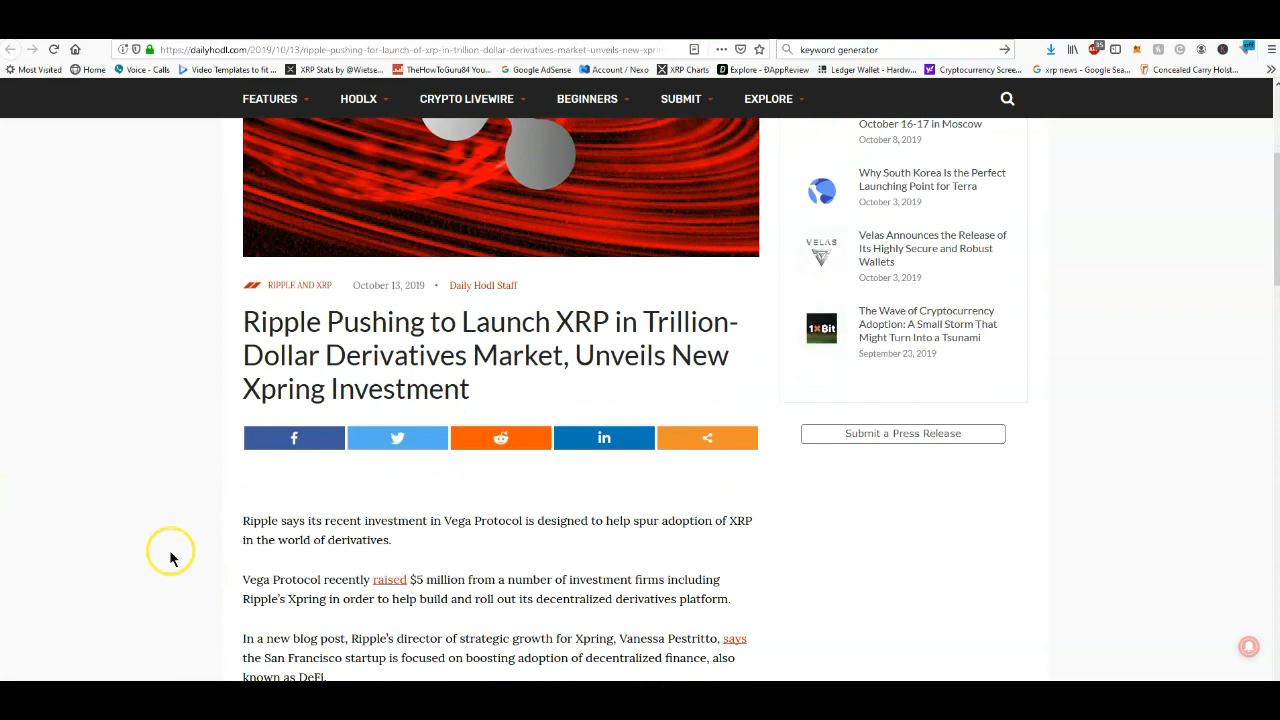 https://dailyhodl.com/2019/10/13/ripple-pushing-for-launch-of-xrp-in-trillion-dollar-derivatives-market-unveils-new-xpri
keyword generator
35
off
Most Visited
Home
Voice - Calls
Video Templates to fit ...
XRP Stats by @Wietse...
TheHowToGuru84 You...
Google AdSense
Account / Nexo
XRP Charts
Explore - ÐAppReview
Ledger Wallet - Hardw...
Cryptocurrency Scree...
xrp news - Google Sea...
Concealed Carry Holst...
FEATURES
HODLX
CRYPTO LIVEWIRE
BEGINNERS
SUBMIT
EXPLORE
October 16-17 in Moscow
October 8, 2019
Why South Korea Is the Perfect
Launching Point for Terra
October 3, 2019
VELAS
Velas Announces the Release of
Its Highly Secure and Robust
Wallets
October 3, 2019
1XBit
The Wave of Cryptocurrency
Adoption: A Small Storm That
Might Turn Into a Tsunami
September 23, 2019
Submit a Press Release
RIPPLE AND XRP
October 13, 2019 • Daily Hodl Staff
Ripple Pushing to Launch XRP in Trillion-
Dollar Derivatives Market, Unveils New
Xpring Investment
Ripple says its recent investment in Vega Protocol is designed to help spur adoption of XRP
in the world of derivatives.
Vega Protocol recently raised $5 million from a number of investment firms including
Ripple's Xpring in order to help build and roll out its decentralized derivatives platform.
In a new blog post, Ripple's director of strategic growth for Xpring, Vanessa Pestritto, says
the San Francisco startup is focused on boosting adoption of decentralized finance, also
known as DeFi.